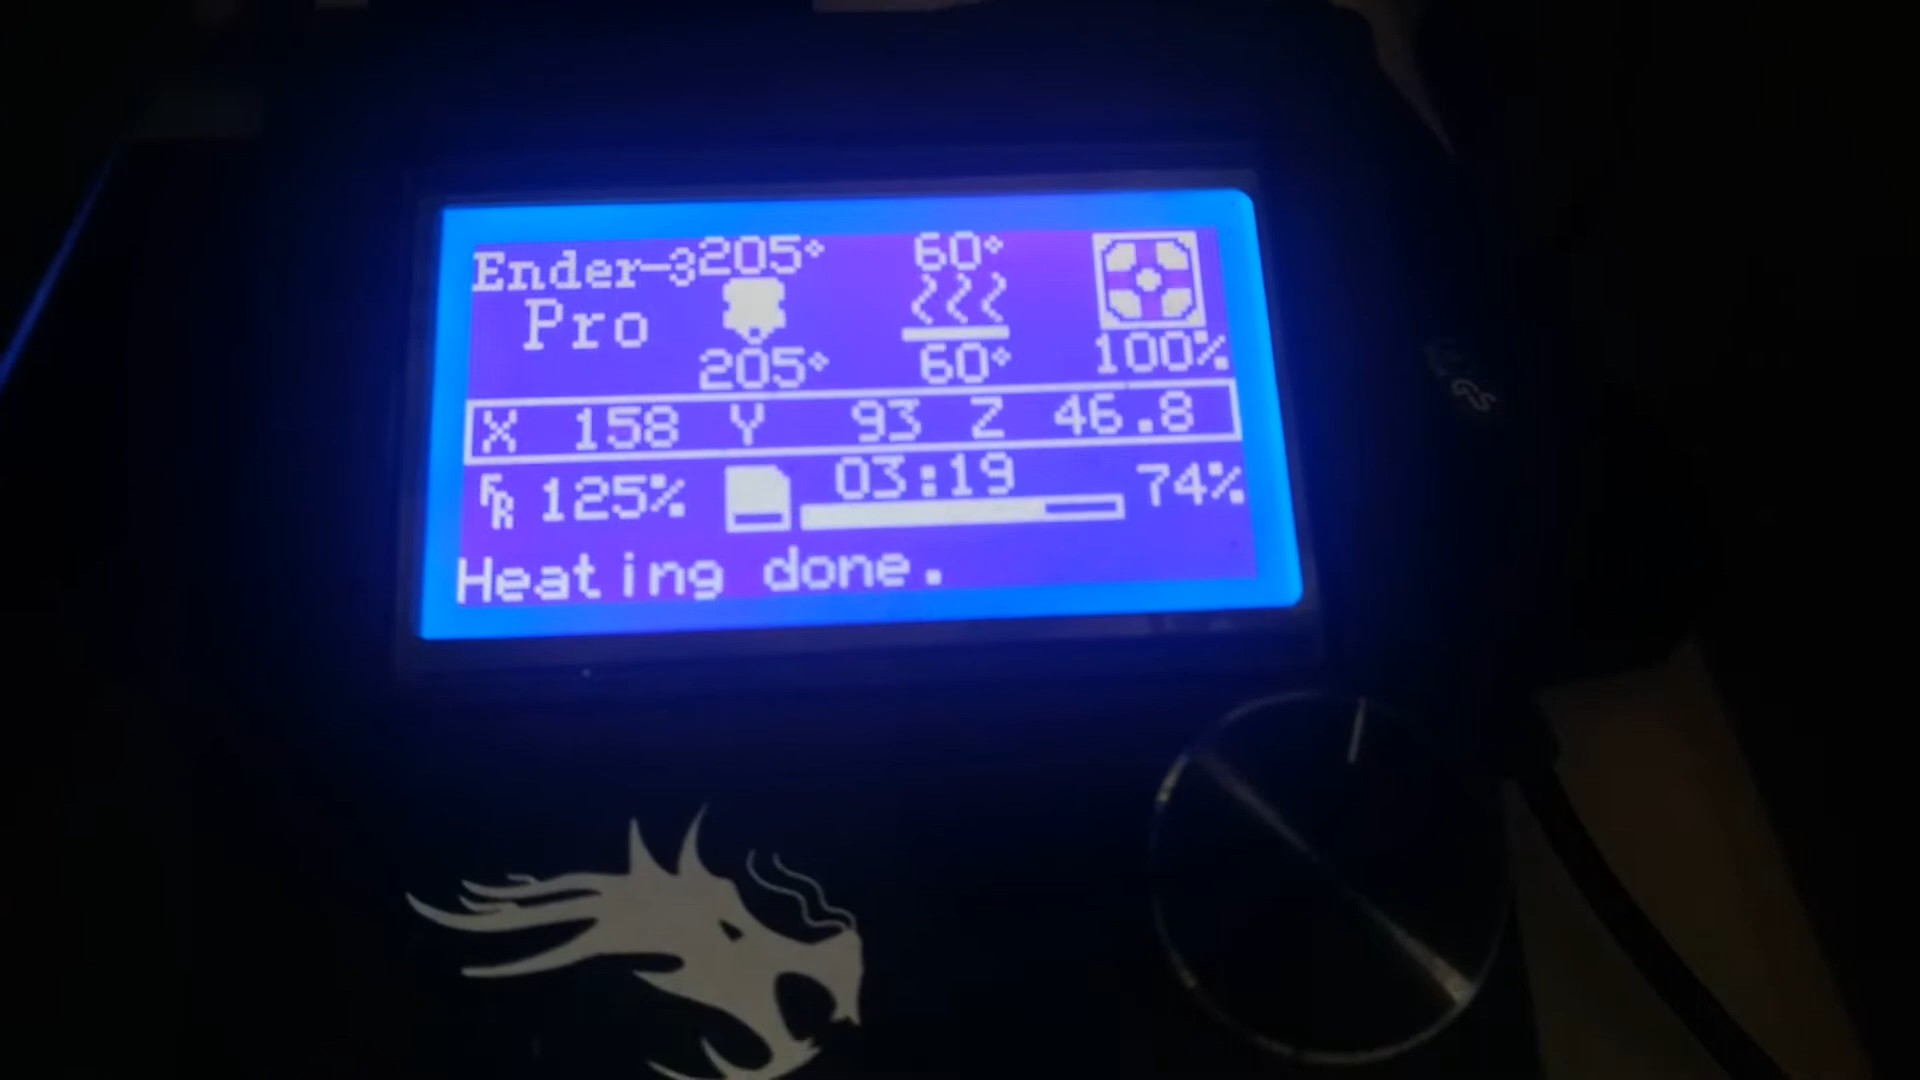 Ender-3 205° 60°
Pro
205° 60° 100%
X 158 Y 93 Z 46.8
FR 125% 03:19 74%
Heating done.